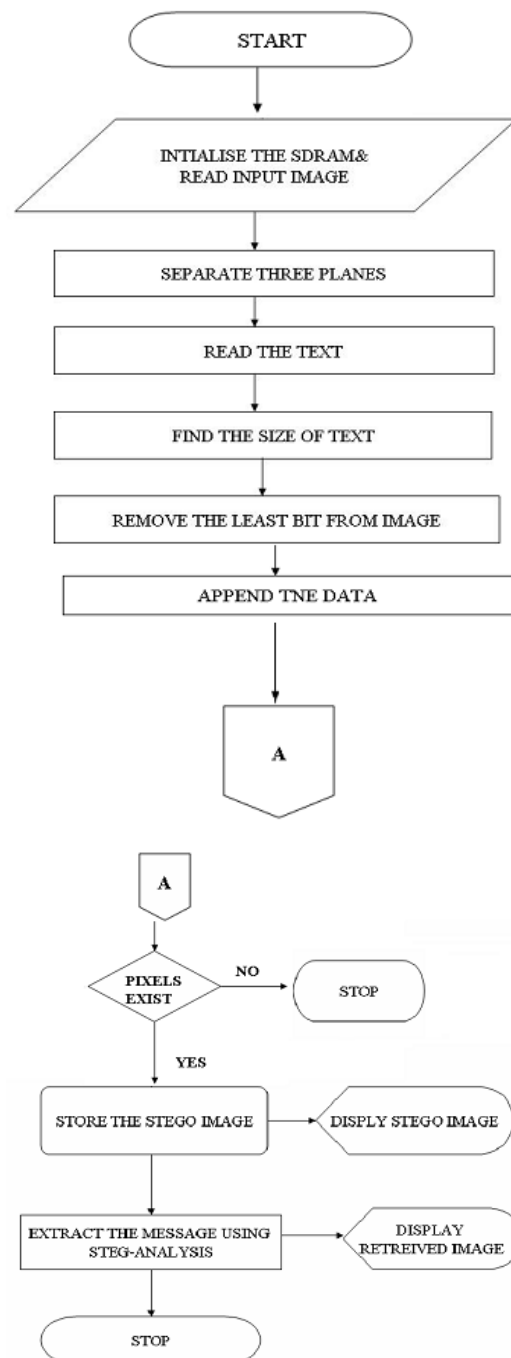 START
INTIALISE THE SDRAM&
READ INPUT IMAGE
SEPARATE THREE PLANES
READ THE TEXT
FIND THE SIZE OF TEXT
REMOVE THE LEAST BIT FROM IMAGE
APPEND TNE DATA
A
A
PIXELS
EXIST
NO
STOP
YES
STORE THE STEGO IMAGE
DISPLY STEGO IMAGE
EXTRACT THE MESSAGE USING
STEG-ANALYSIS
DISPLAY
RETREIVED IMAGE
STOP